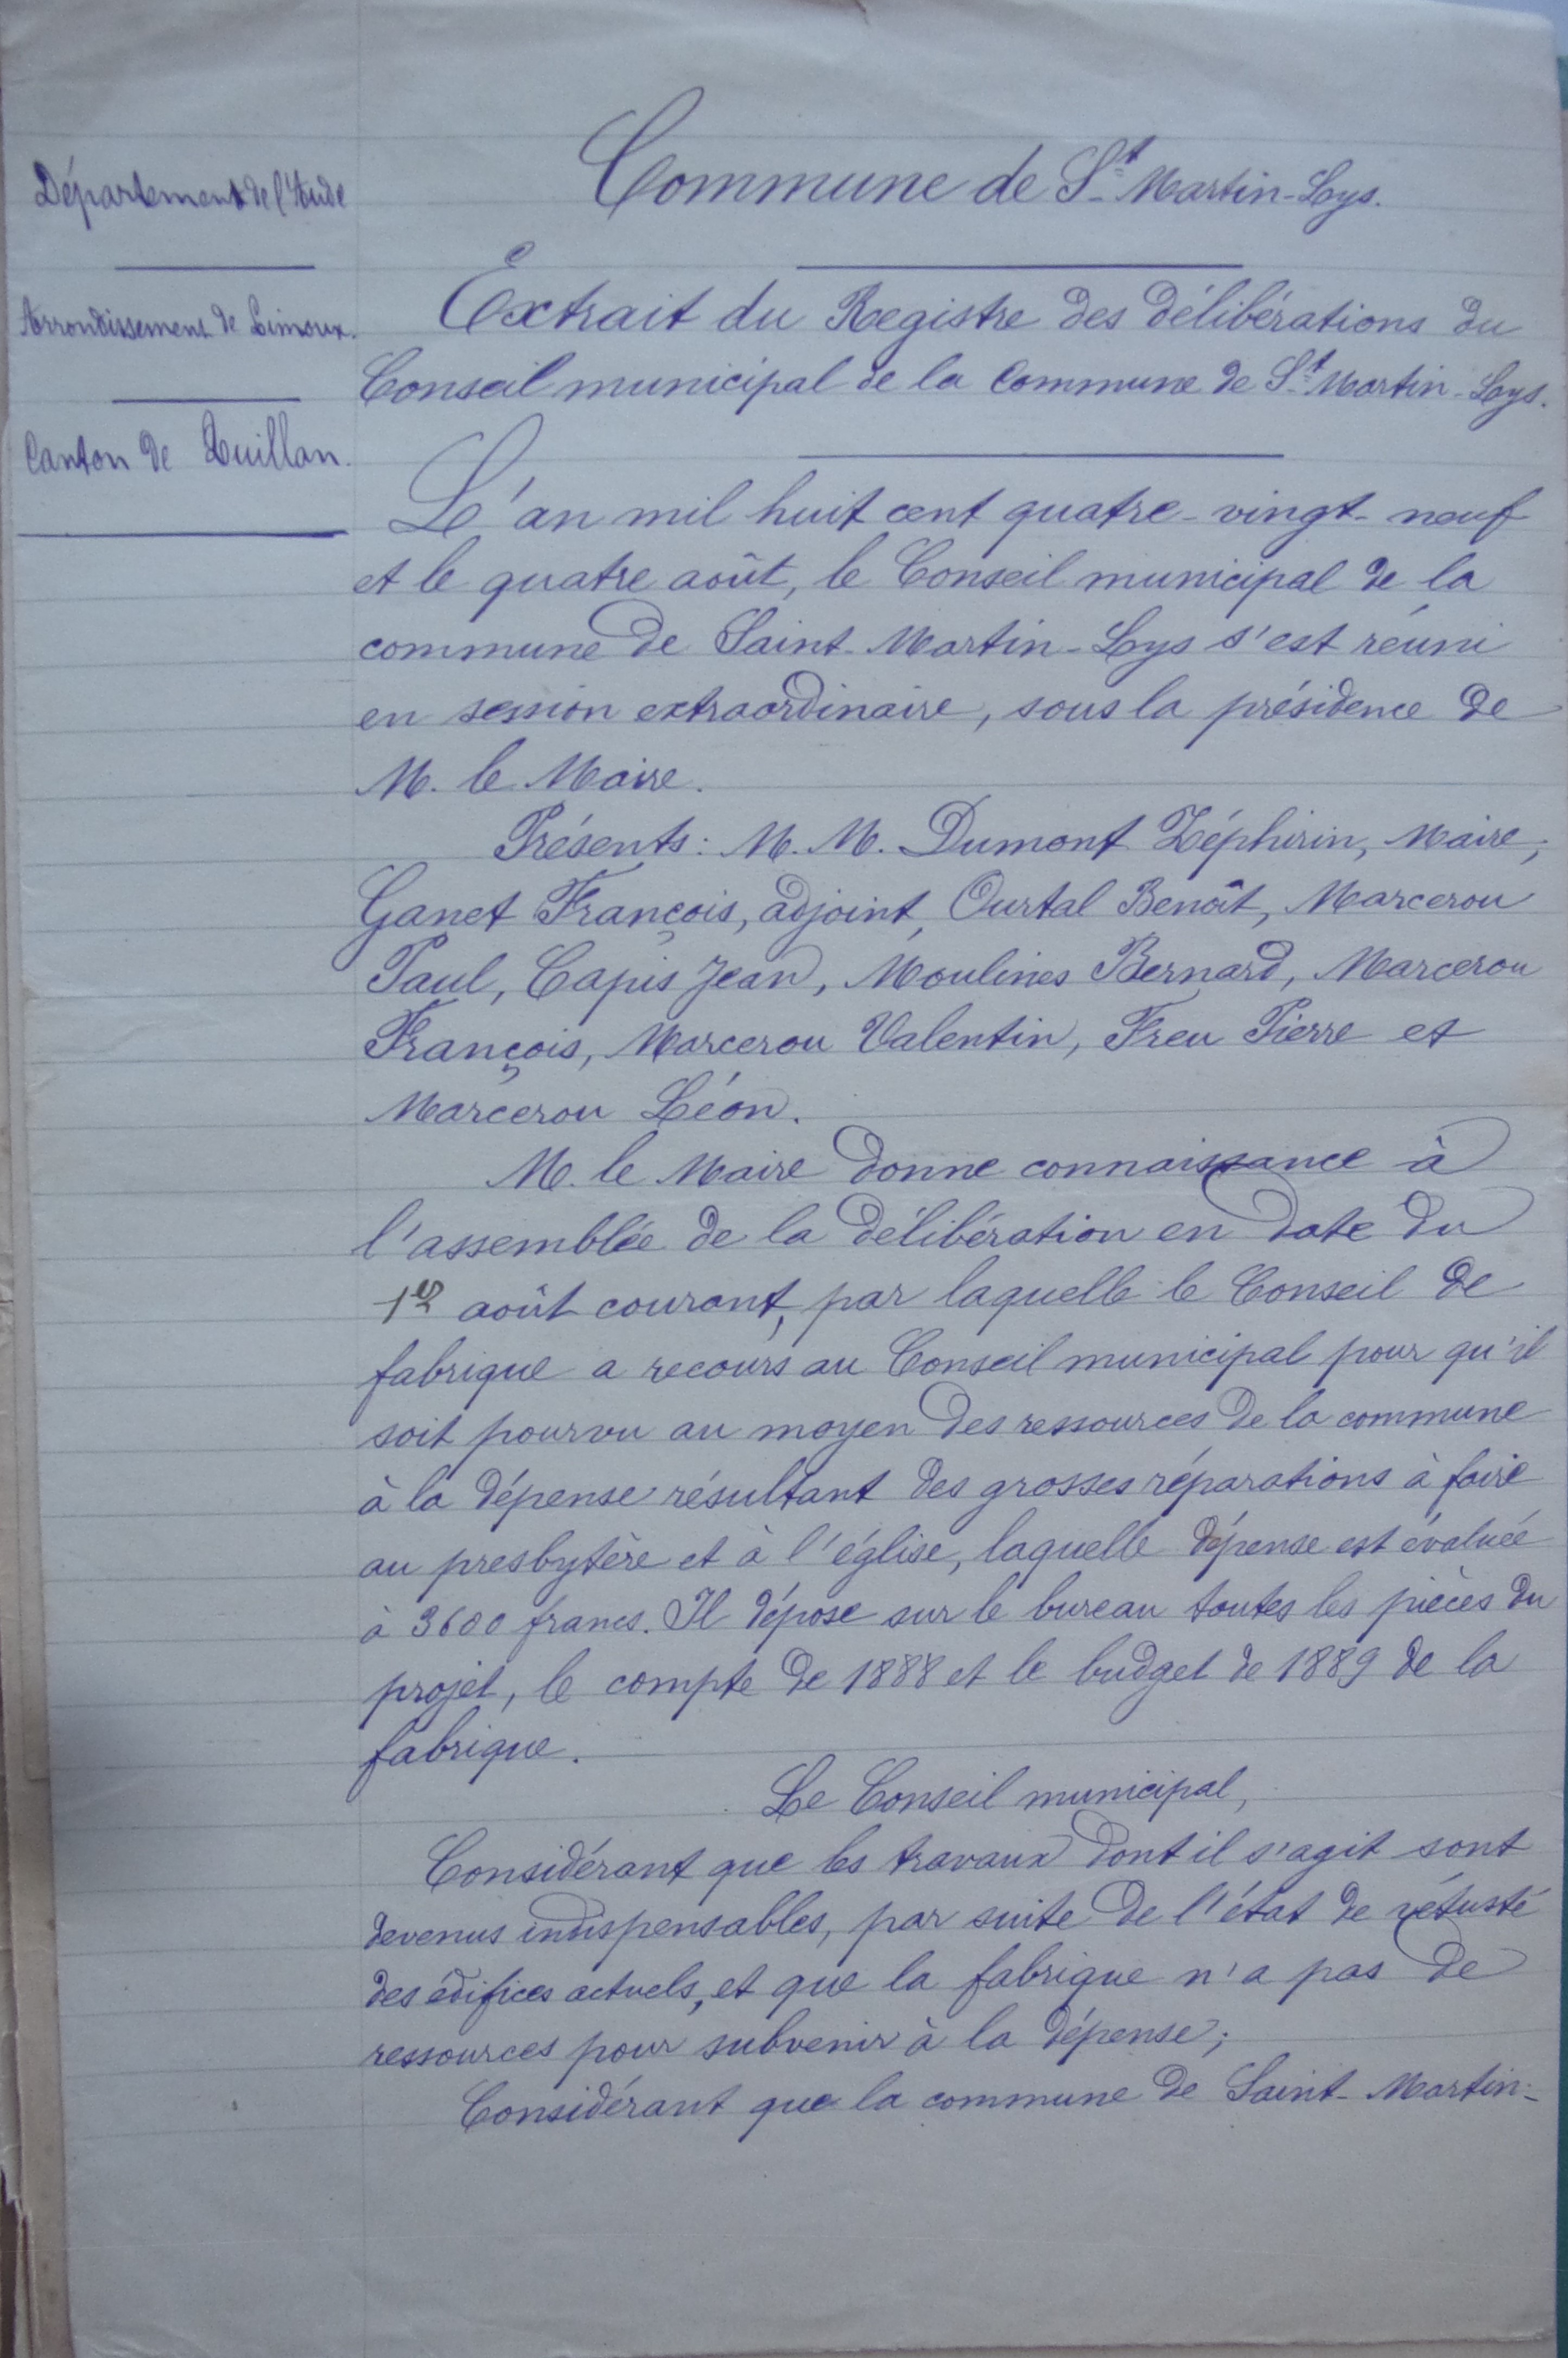 Commune de St Martin-Lys.
Département de l'Aude
Arrondissement de Limoux.
Canton de Quillan.
Extrait du Registre des délibérations du
Conseil municipal de la Commune de St Martin-Lys.
L'an mil huit cent quatre-vingt-neuf
et le quatre août, le Conseil municipal de la
commune de Saint-Martin-Lys s'est réuni
en session extraordinaire, sous la présidence de
M. le Maire.
Présents: M. M. Dumont Zéphirin, Maire,
Ganet François, adjoint, Ourtal Benoît, Marcerou
Paul, Capis Jean, Moulines Bernard, Marcerou
François, Marcerou Valentin, Freu Pierre et
Marcerou Léon.
M. le Maire donne connaissance à
l'assemblée de la délibération en date du
1er août courant, par laquelle le Conseil de
fabrique a recours au Conseil municipal pour qu'il
soit pourvu au moyen des ressources de la commune
à la dépense résultant des grosses réparations à faire
au presbytère et à l'église, laquelle dépense est évaluée
à 3600 francs. Il dépose sur le bureau toutes les pièces du
projet, le compte de 1888 et le budget de 1889 de la
fabrique.
Le Conseil municipal,
Considérant que les travaux dont il s'agit sont
devenus indispensables, par suite de l'état de vétusté
des édifices actuels, et que la fabrique n'a pas de
ressources pour subvenir à la dépense;
Considérant que la commune de Saint-Martin-